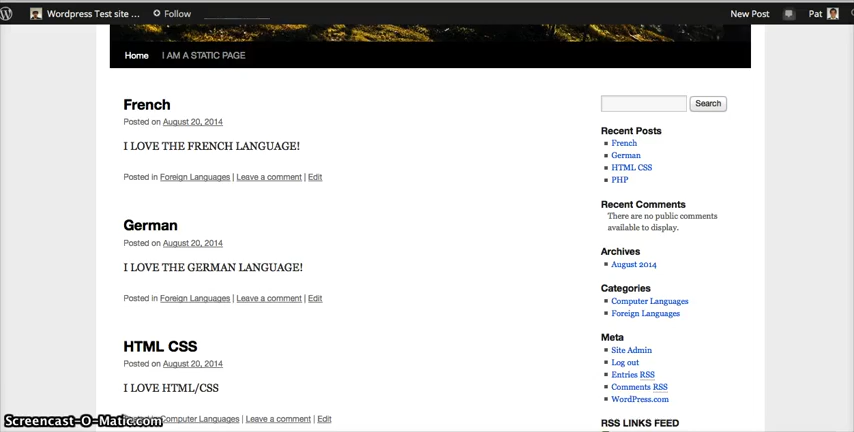 Wordpress Test site ... Follow New Post Pat
Home I AM A STATIC PAGE
French
Posted on August 20, 2014
I LOVE THE FRENCH LANGUAGE!
Posted in Foreign Languages | Leave a comment | Edit
German
Posted on August 20, 2014
I LOVE THE GERMAN LANGUAGE!
Posted in Foreign Languages | Leave a comment | Edit
HTML CSS
Posted on August 20, 2014
I LOVE HTML/CSS
Computer Languages | Leave a comment | Edit
Search
Recent Posts
French
German
HTML CSS
PHP
Recent Comments
There are no public comments
available to display.
Archives
August 2014
Categories
Computer Languages
Foreign Languages
Meta
Site Admin
Log out
Entries RSS
Comments RSS
WordPress.com
RSS LINKS FEED
Screencast-O-Matic.com